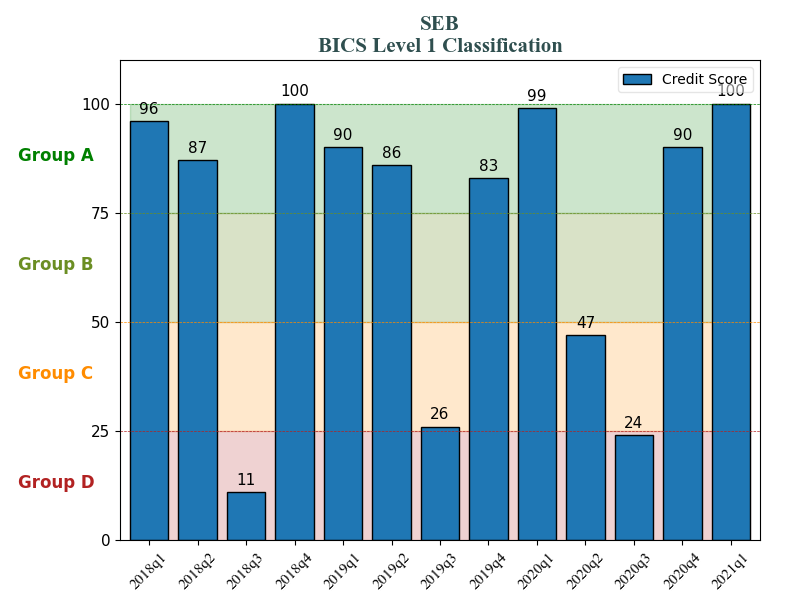 SEB
BICS Level 1 Classification
Credit Score
96
87
11
100
90
86
26
83
99
47
24
90
100
100
75
50
25
0
Group A
Group B
Group C
Group D
2018q1
2018q2
2018q3
2018q4
2019q1
2019q2
2019q3
2019q4
2020q1
2020q2
2020q3
2020q4
2021q1